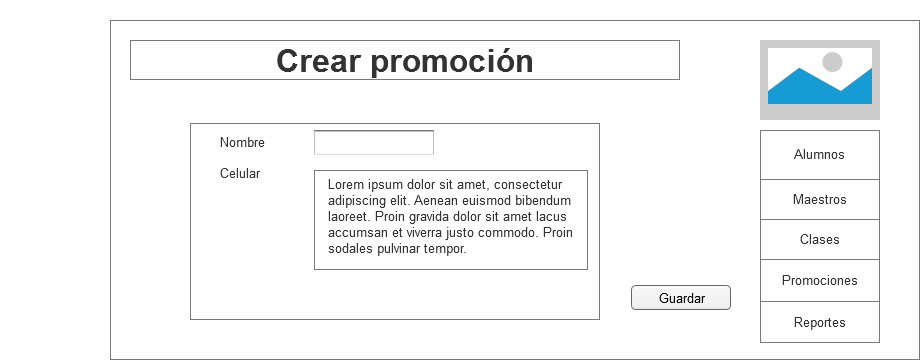 Crear promoción
Nombre
Celular
Lorem ipsum dolor sit amet, consectetur
adipiscing elit. Aenean euismod bibendum
laoreet. Proin gravida dolor sit amet lacus
accumsan et viverra justo commodo. Proin
sodales pulvinar tempor.
Guardar
Alumnos
Maestros
Clases
Promociones
Reportes